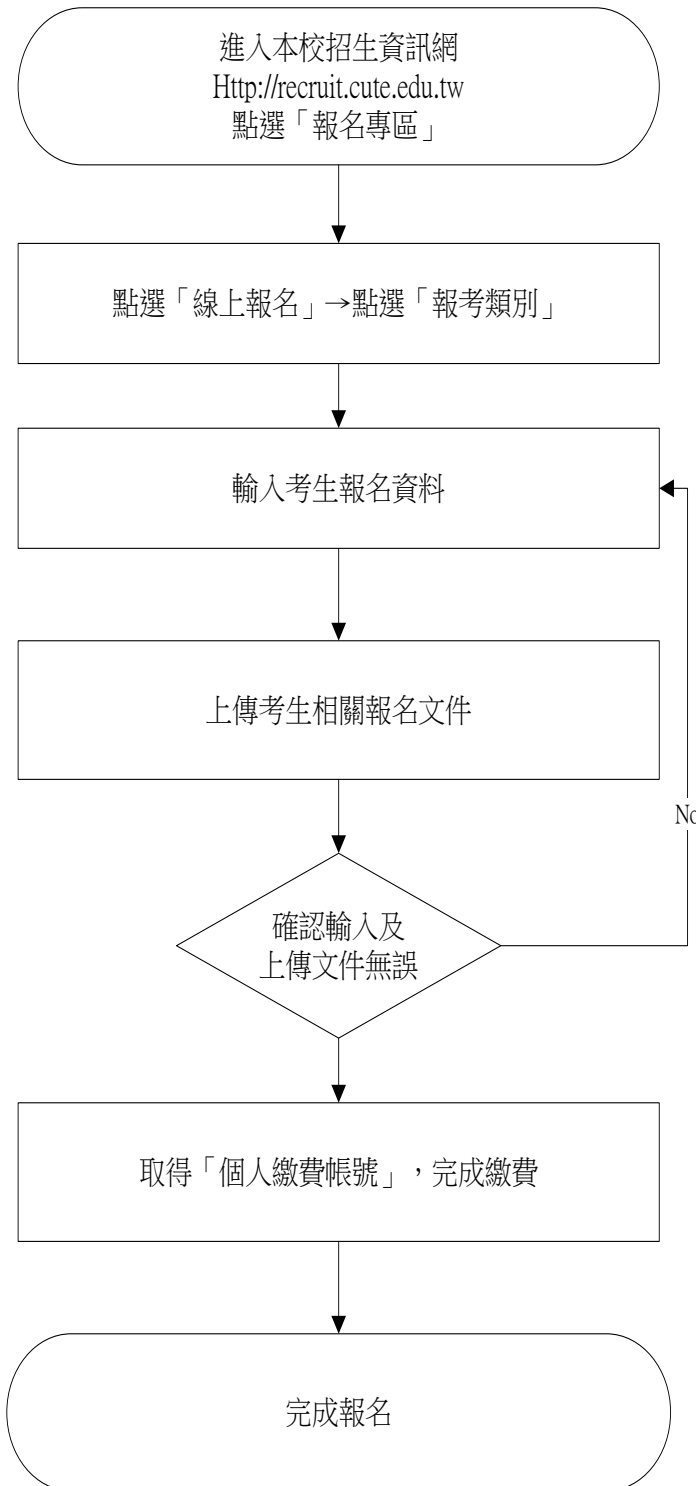 進入本校招生資訊網
Http://recruit.cute.edu.tw
點選「報名專區」
點選「線上報名」→點選「報考類別」
輸入考生報名資料
上傳考生相關報名文件
No
確認輸入及
上傳文件無誤
取得「個人繳費帳號」，完成繳費
完成報名